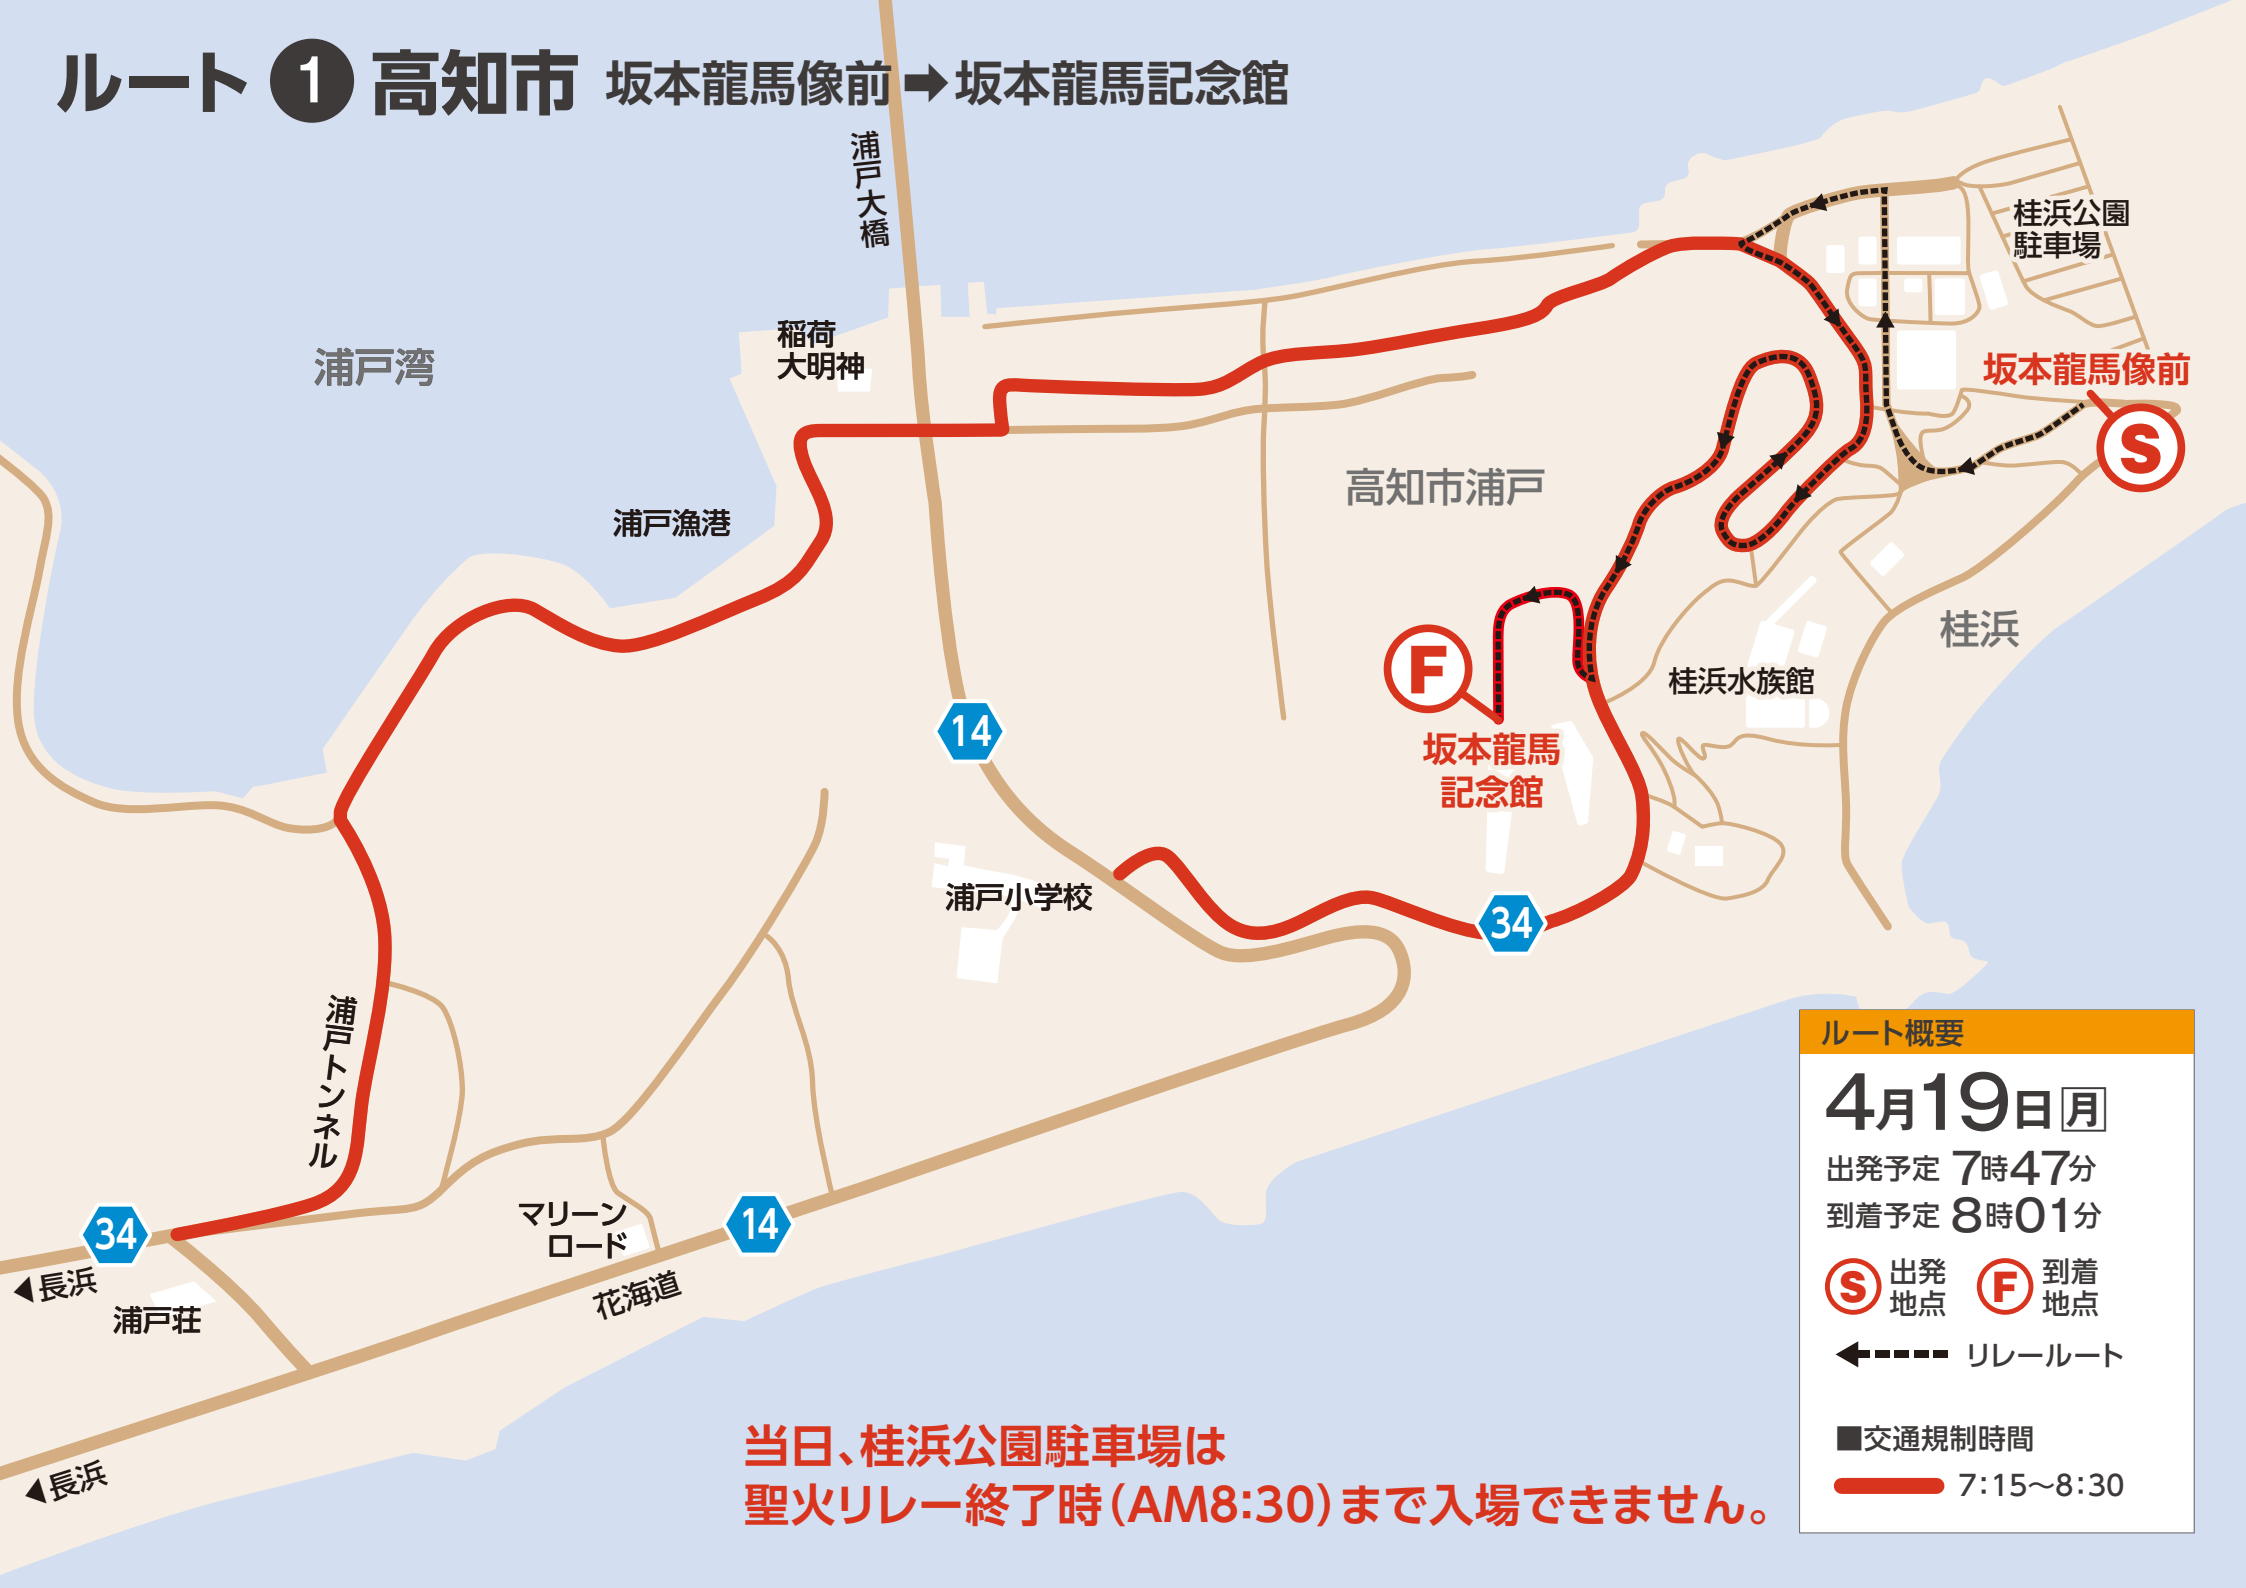 ルート 1 高知市 坂本龍馬像前➡坂本龍馬記念館
浦戸大橋
桂浜公園
駐車場
稲荷
大明神
浦戸湾
坂本龍馬像前
S
高知市浦戸
浦戸漁港
桂浜
F
桂浜水族館
14
坂本龍馬
記念館
浦戸小学校
34
浦戸トンネル
マリーン
ロード
14
34
◀長浜
浦戸荘
花海道
◀長浜
ルート概要
4月19日月
出発予定 7時47分
到着予定 8時01分
S 出発
地点
F 到着
地点
リレールート
■交通規制時間
7:15〜8:30
当日、桂浜公園駐車場は
聖火リレー終了時(AM8:30)まで入場できません。